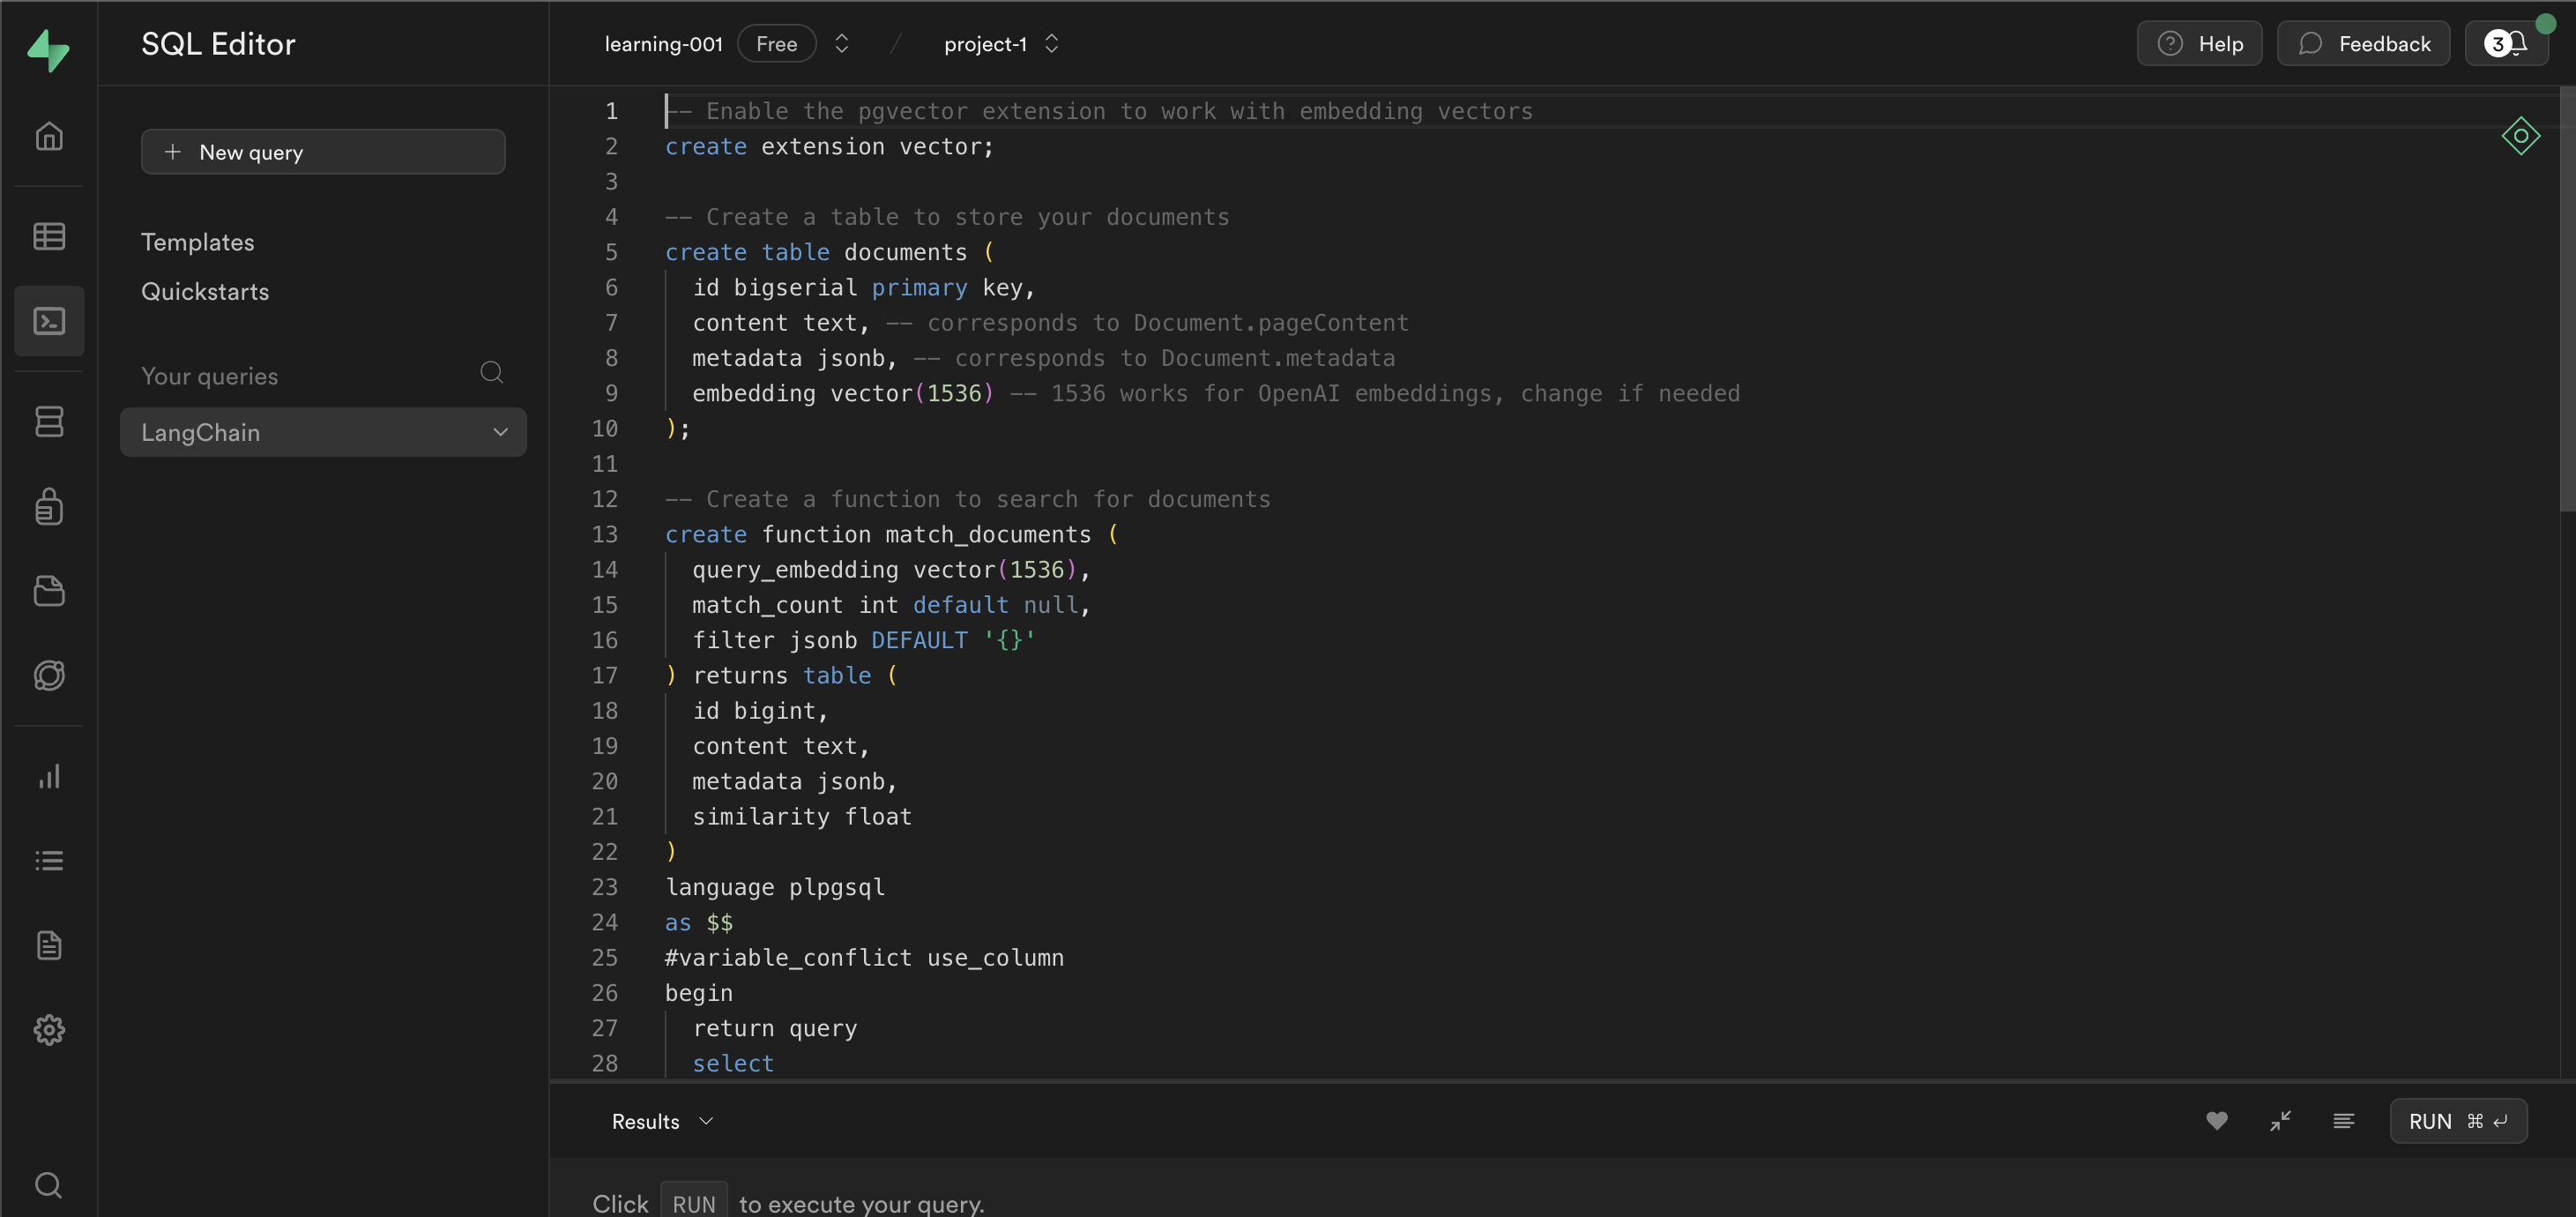 SQL Editor
learning-001 Free / project-1
Help
Feedback
3
New query
Templates
Quickstarts
Your queries
LangChain
1 -- Enable the pgvector extension to work with embedding vectors
2 create extension vector;
3
4 -- Create a table to store your documents
5 create table documents (
6 id bigserial primary key,
7 content text, -- corresponds to Document.pageContent
8 metadata jsonb, -- corresponds to Document.metadata
9 embedding vector(1536) -- 1536 works for OpenAI embeddings, change if needed
10 );
11
12 -- Create a function to search for documents
13 create function match_documents (
14 query_embedding vector(1536),
15 match_count int default null,
16 filter jsonb DEFAULT '{}'
17 ) returns table (
18 id bigint,
19 content text,
20 metadata jsonb,
21 similarity float
22 )
23 language plpgsql
24 as $$
25 #variable_conflict use_column
26 begin
27 return query
28 select
Results
RUN ⌘ ↵
Click RUN to execute your query.